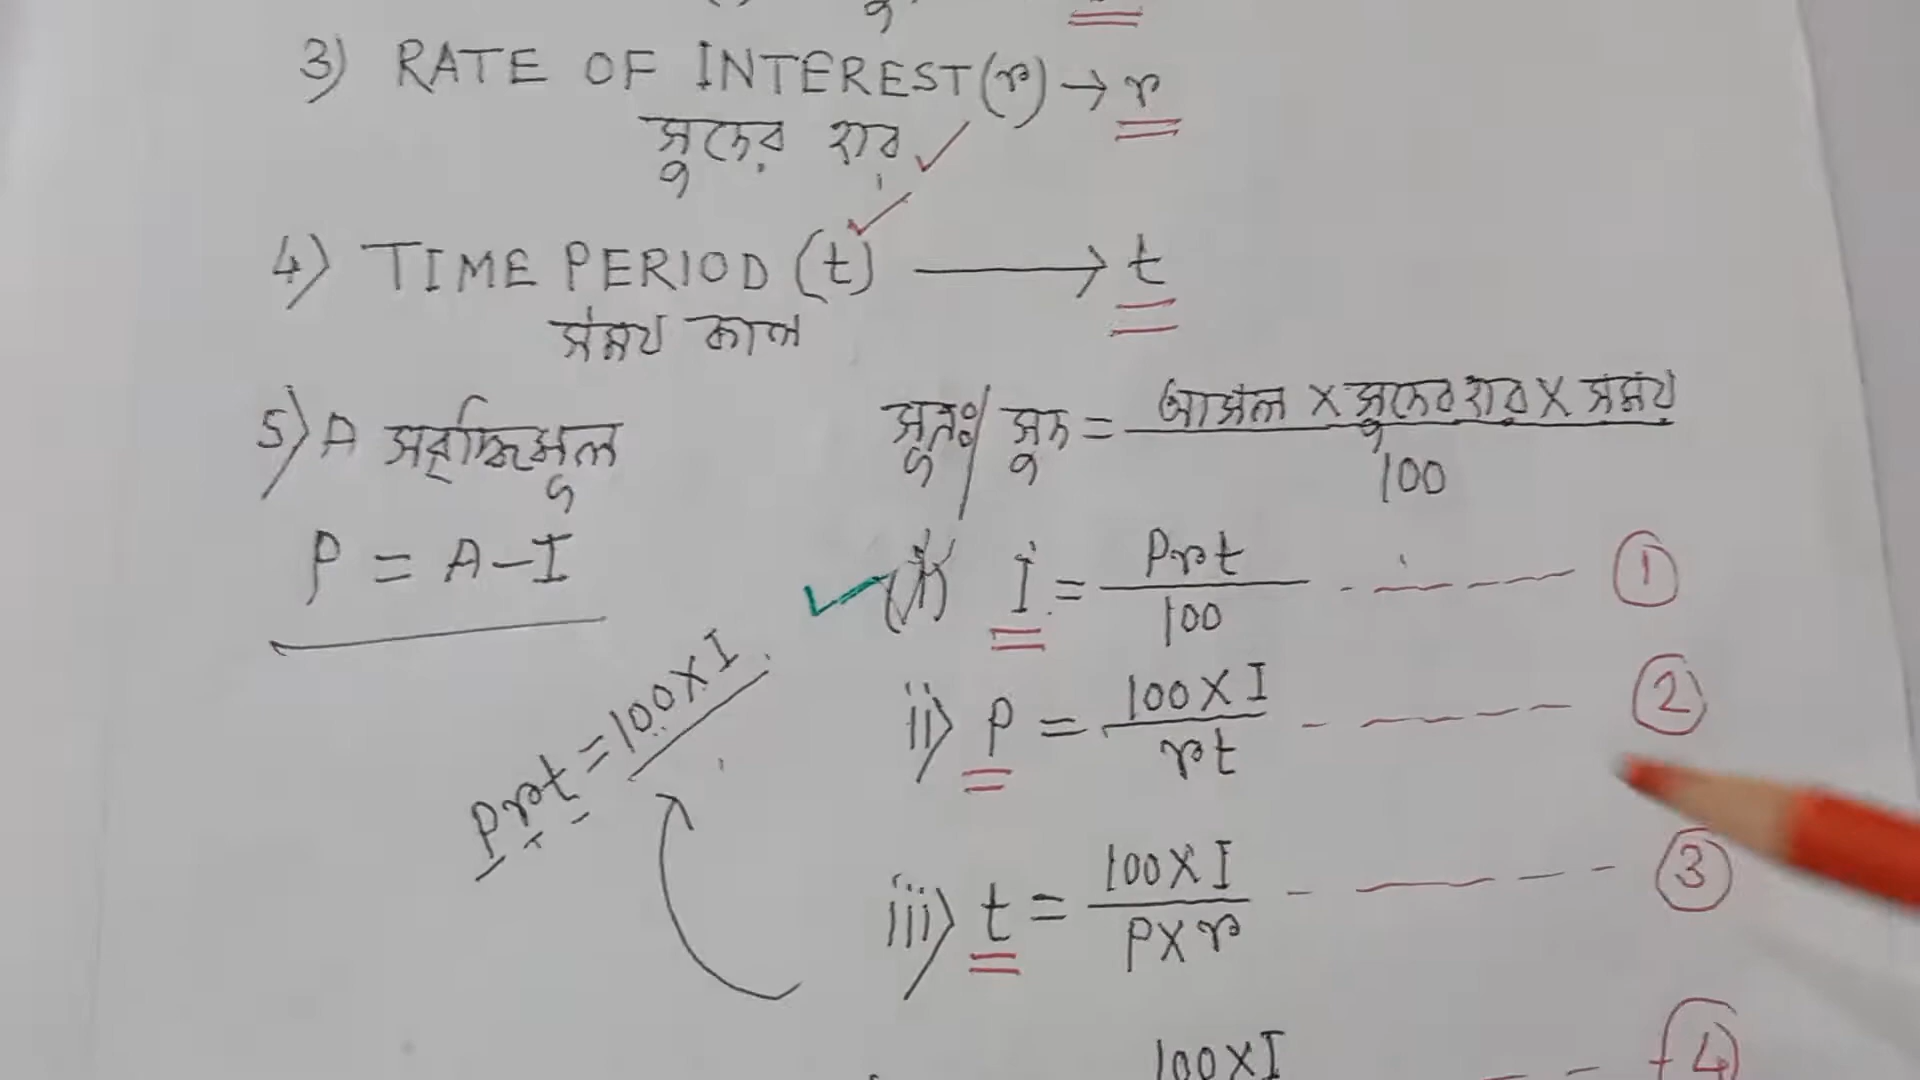 3) RATE OF INTEREST (r) → r
সুদের হার
4) TIME PERIOD (t) → t
সময় কাল
5) A সবৃদ্ধিমূল
P = A-I
সূত্রঃ/ সুদ = আসল X সুদের হার X সময় / 100
(i) I = Prt / 100 - - - - - ①
Prt = 100 X I
ii) P = 100 X I / rt - - - - - ②
iii) t = 100 X I / P X r - - - - - ③
100 X I - - ④